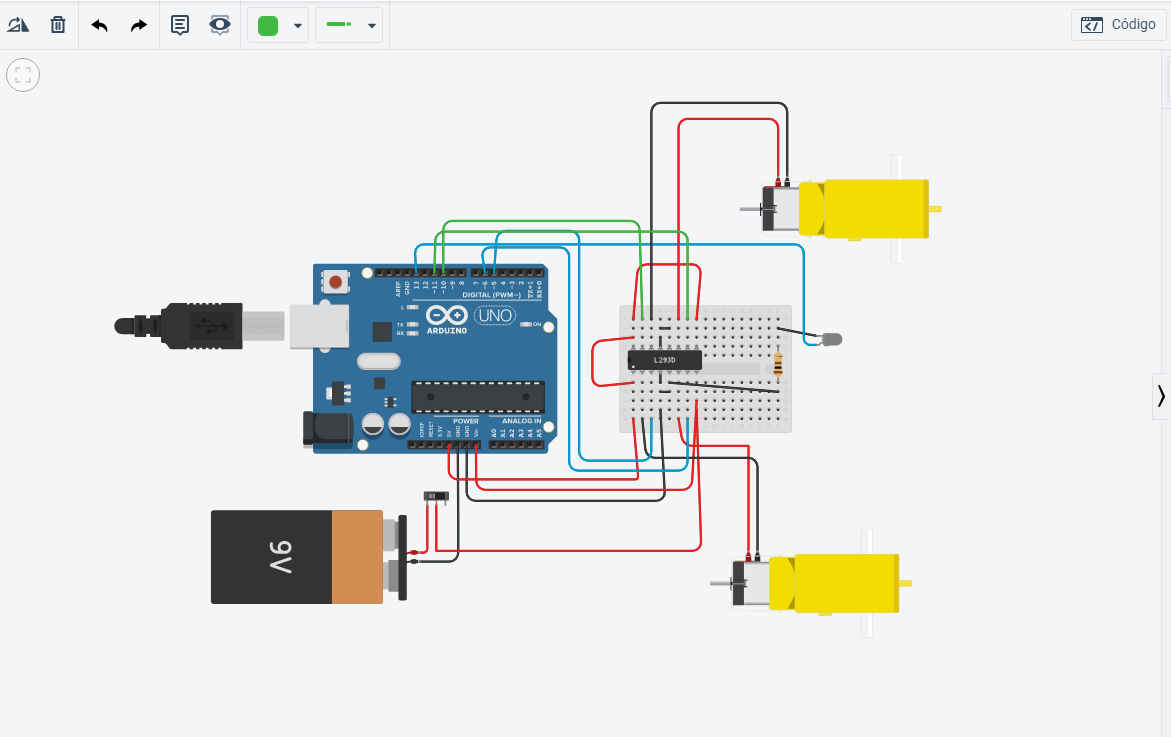 Código
AREF
GND
13
12
~11
~10
~9
8
7
~6
~5
4
~3
2
TX→1
RX←0
DIGITAL (PWM~)
L
TX
RX
ARDUINO
UNO
ON
L293D
POWER
ANALOG IN
IOREF
RESET
3.3V
5V
GND
GND
Vin
A0
A1
A2
A3
A4
A5
9V